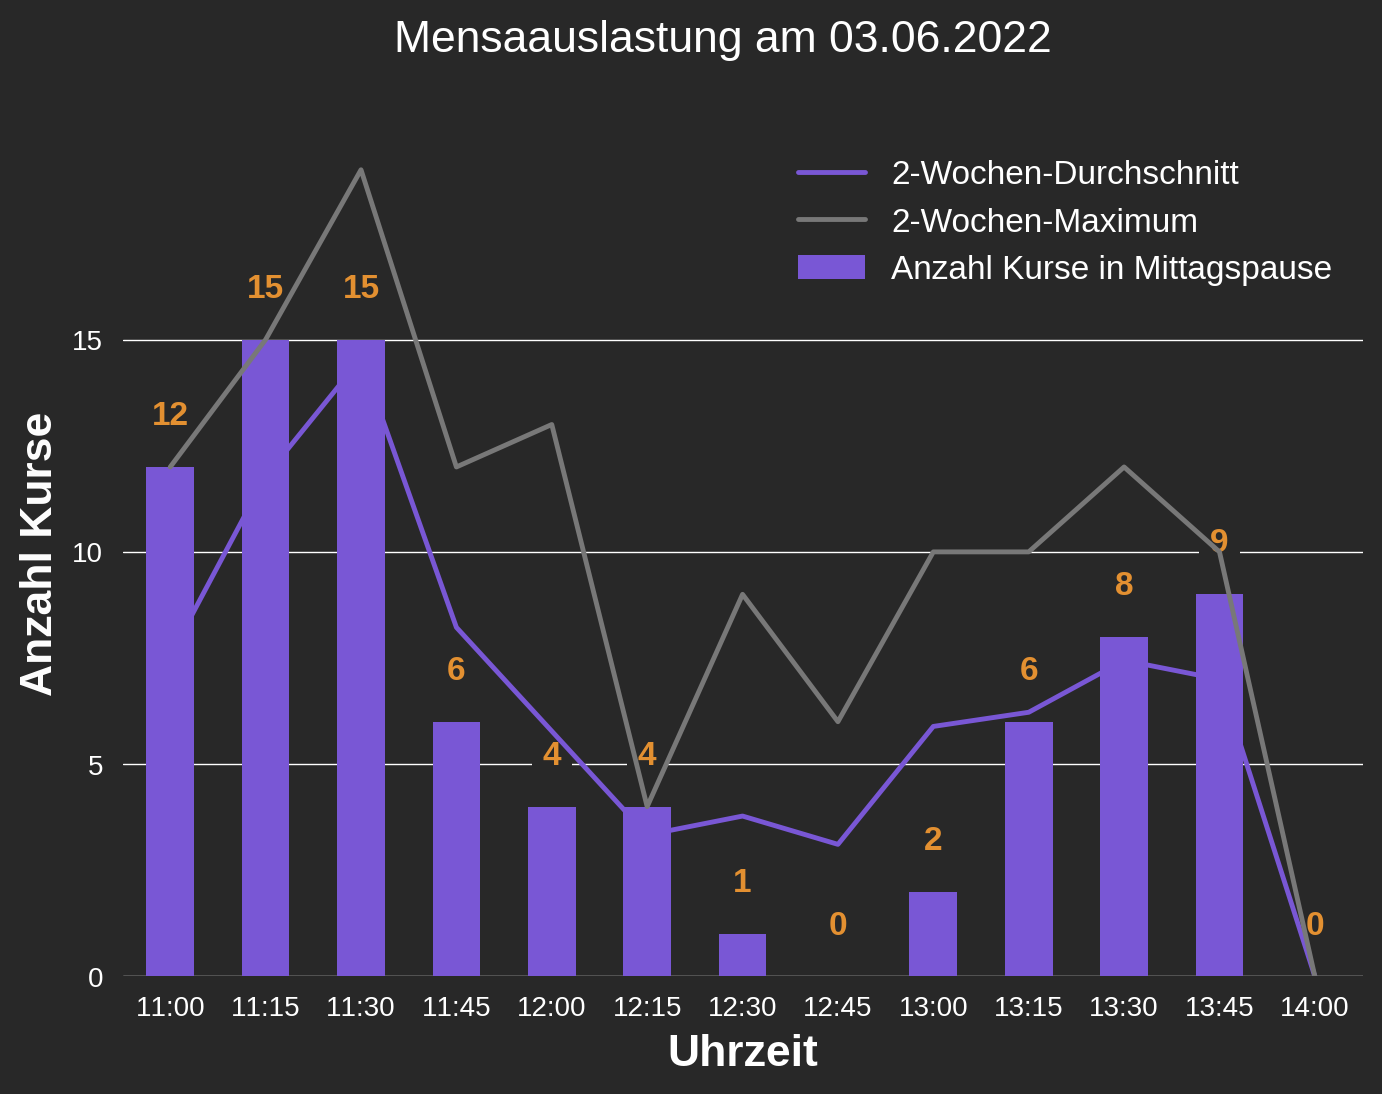 Mensaauslastung am 03.06.2022
2-Wochen-Durchschnitt
2-Wochen-Maximum
Anzahl Kurse in Mittagspause
Anzahl Kurse
15
10
5
0
12
15
15
6
4
4
1
0
2
6
8
9
0
11:00 11:15 11:30 11:45 12:00 12:15 12:30 12:45 13:00 13:15 13:30 13:45 14:00
Uhrzeit